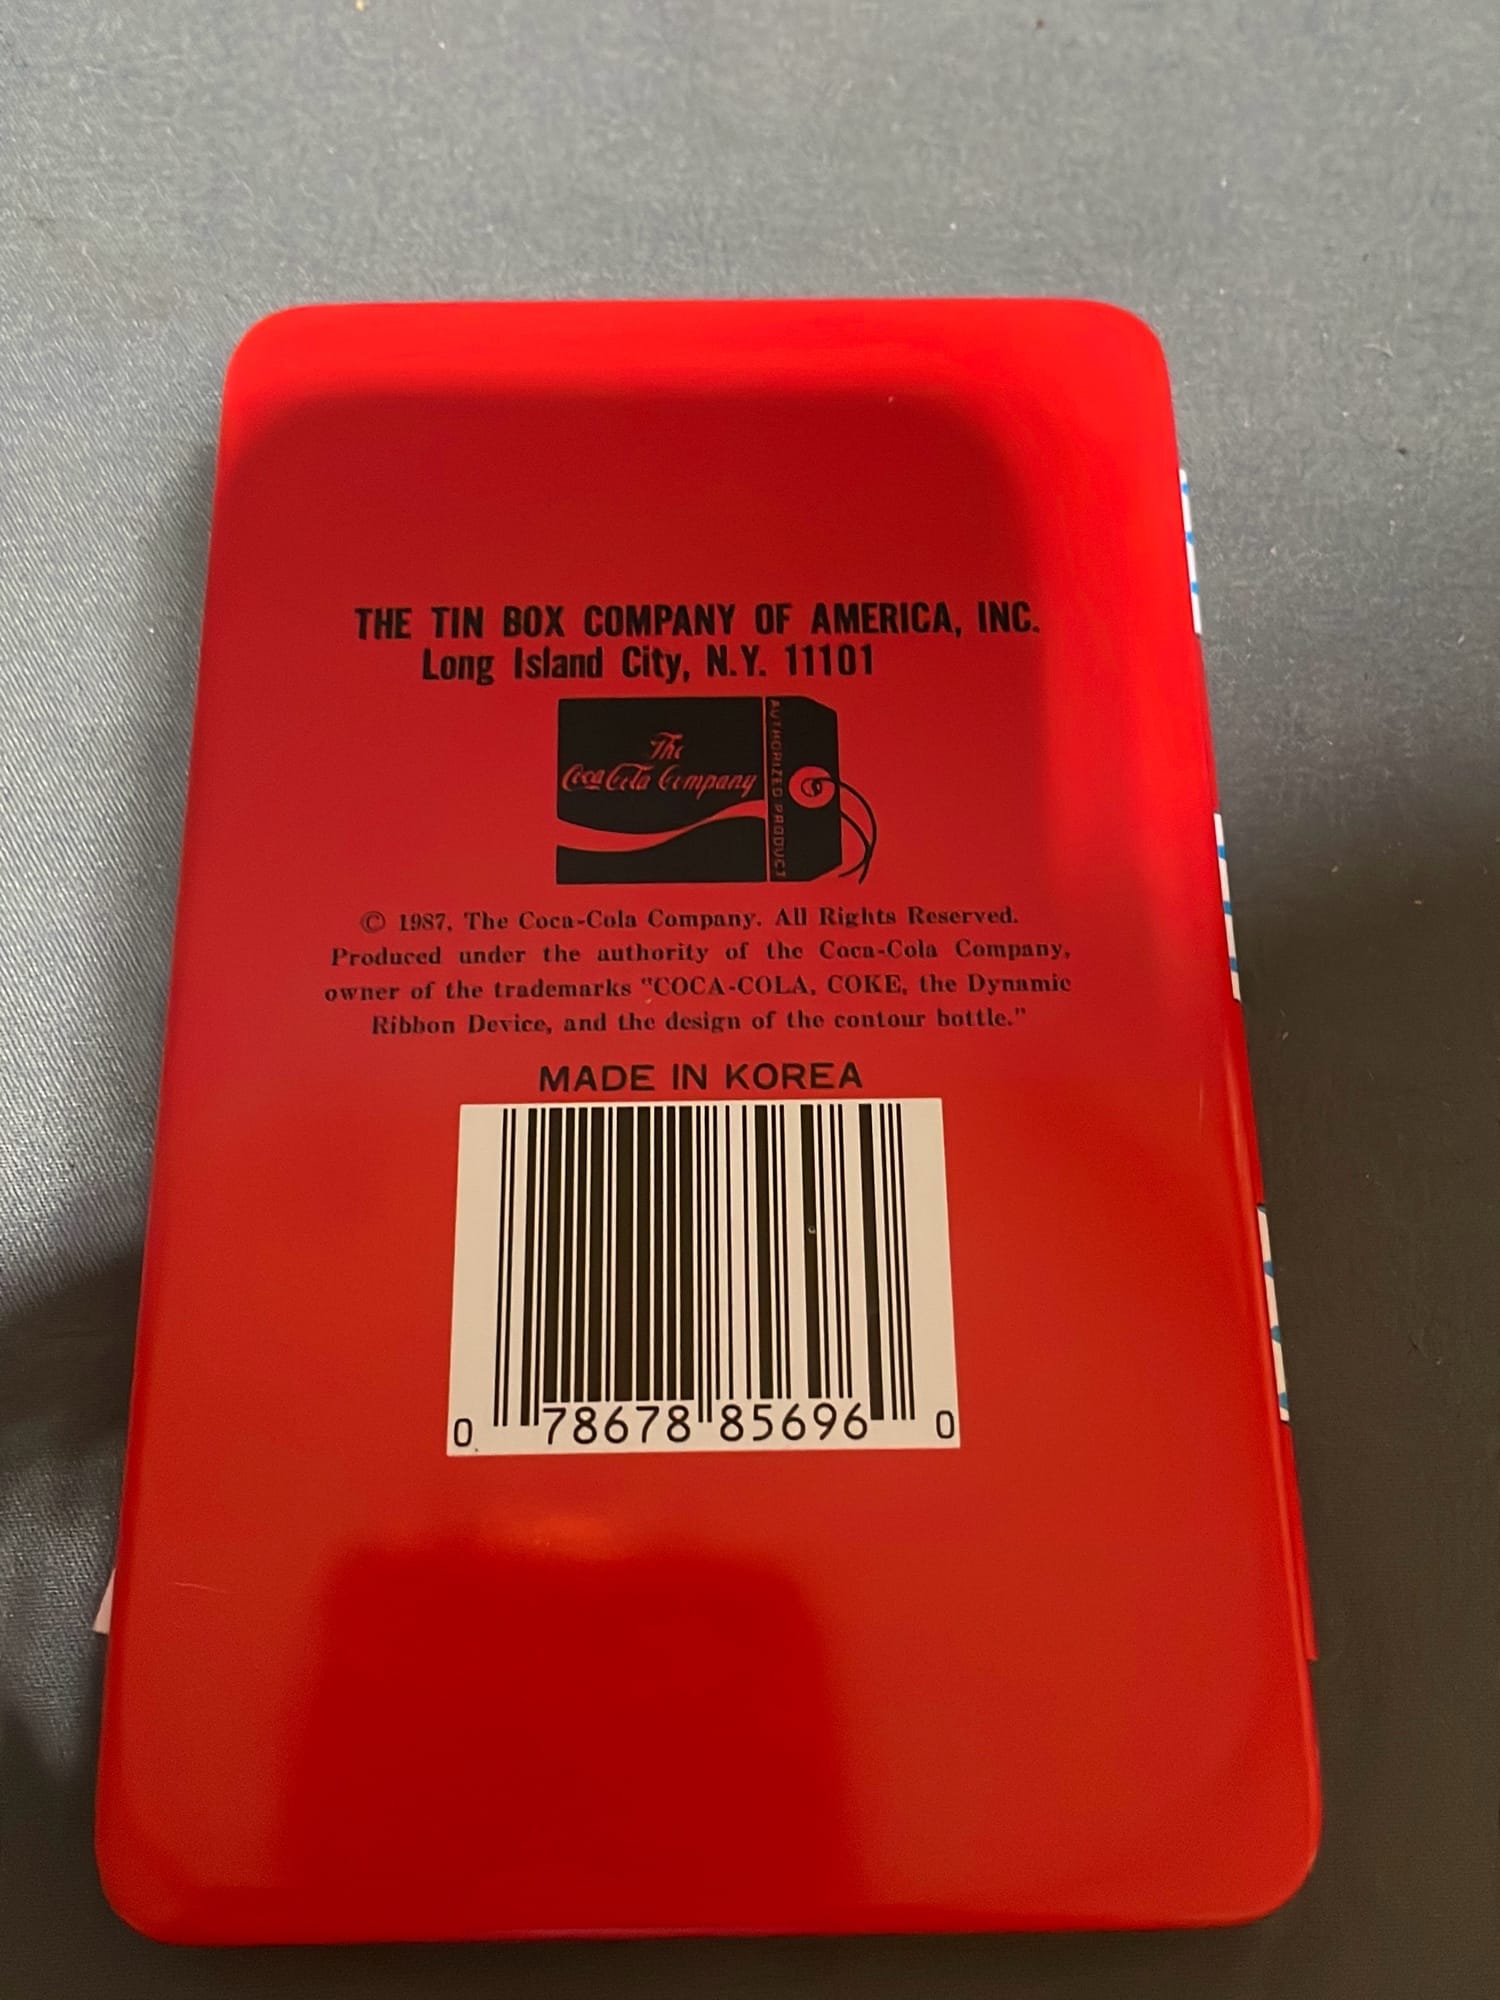 THE TIN BOX COMPANY OF AMERICA, INC.
Long Island City, N.Y. 11101
The
Coca-Cola Company
AUTHORIZED PRODUCT
© 1987, The Coca-Cola Company. All Rights Reserved.
Produced under the authority of the Coca-Cola Company,
owner of the trademarks "COCA-COLA, COKE, the Dynamic
Ribbon Device, and the design of the contour bottle."
MADE IN KOREA
0 78678 85696 0